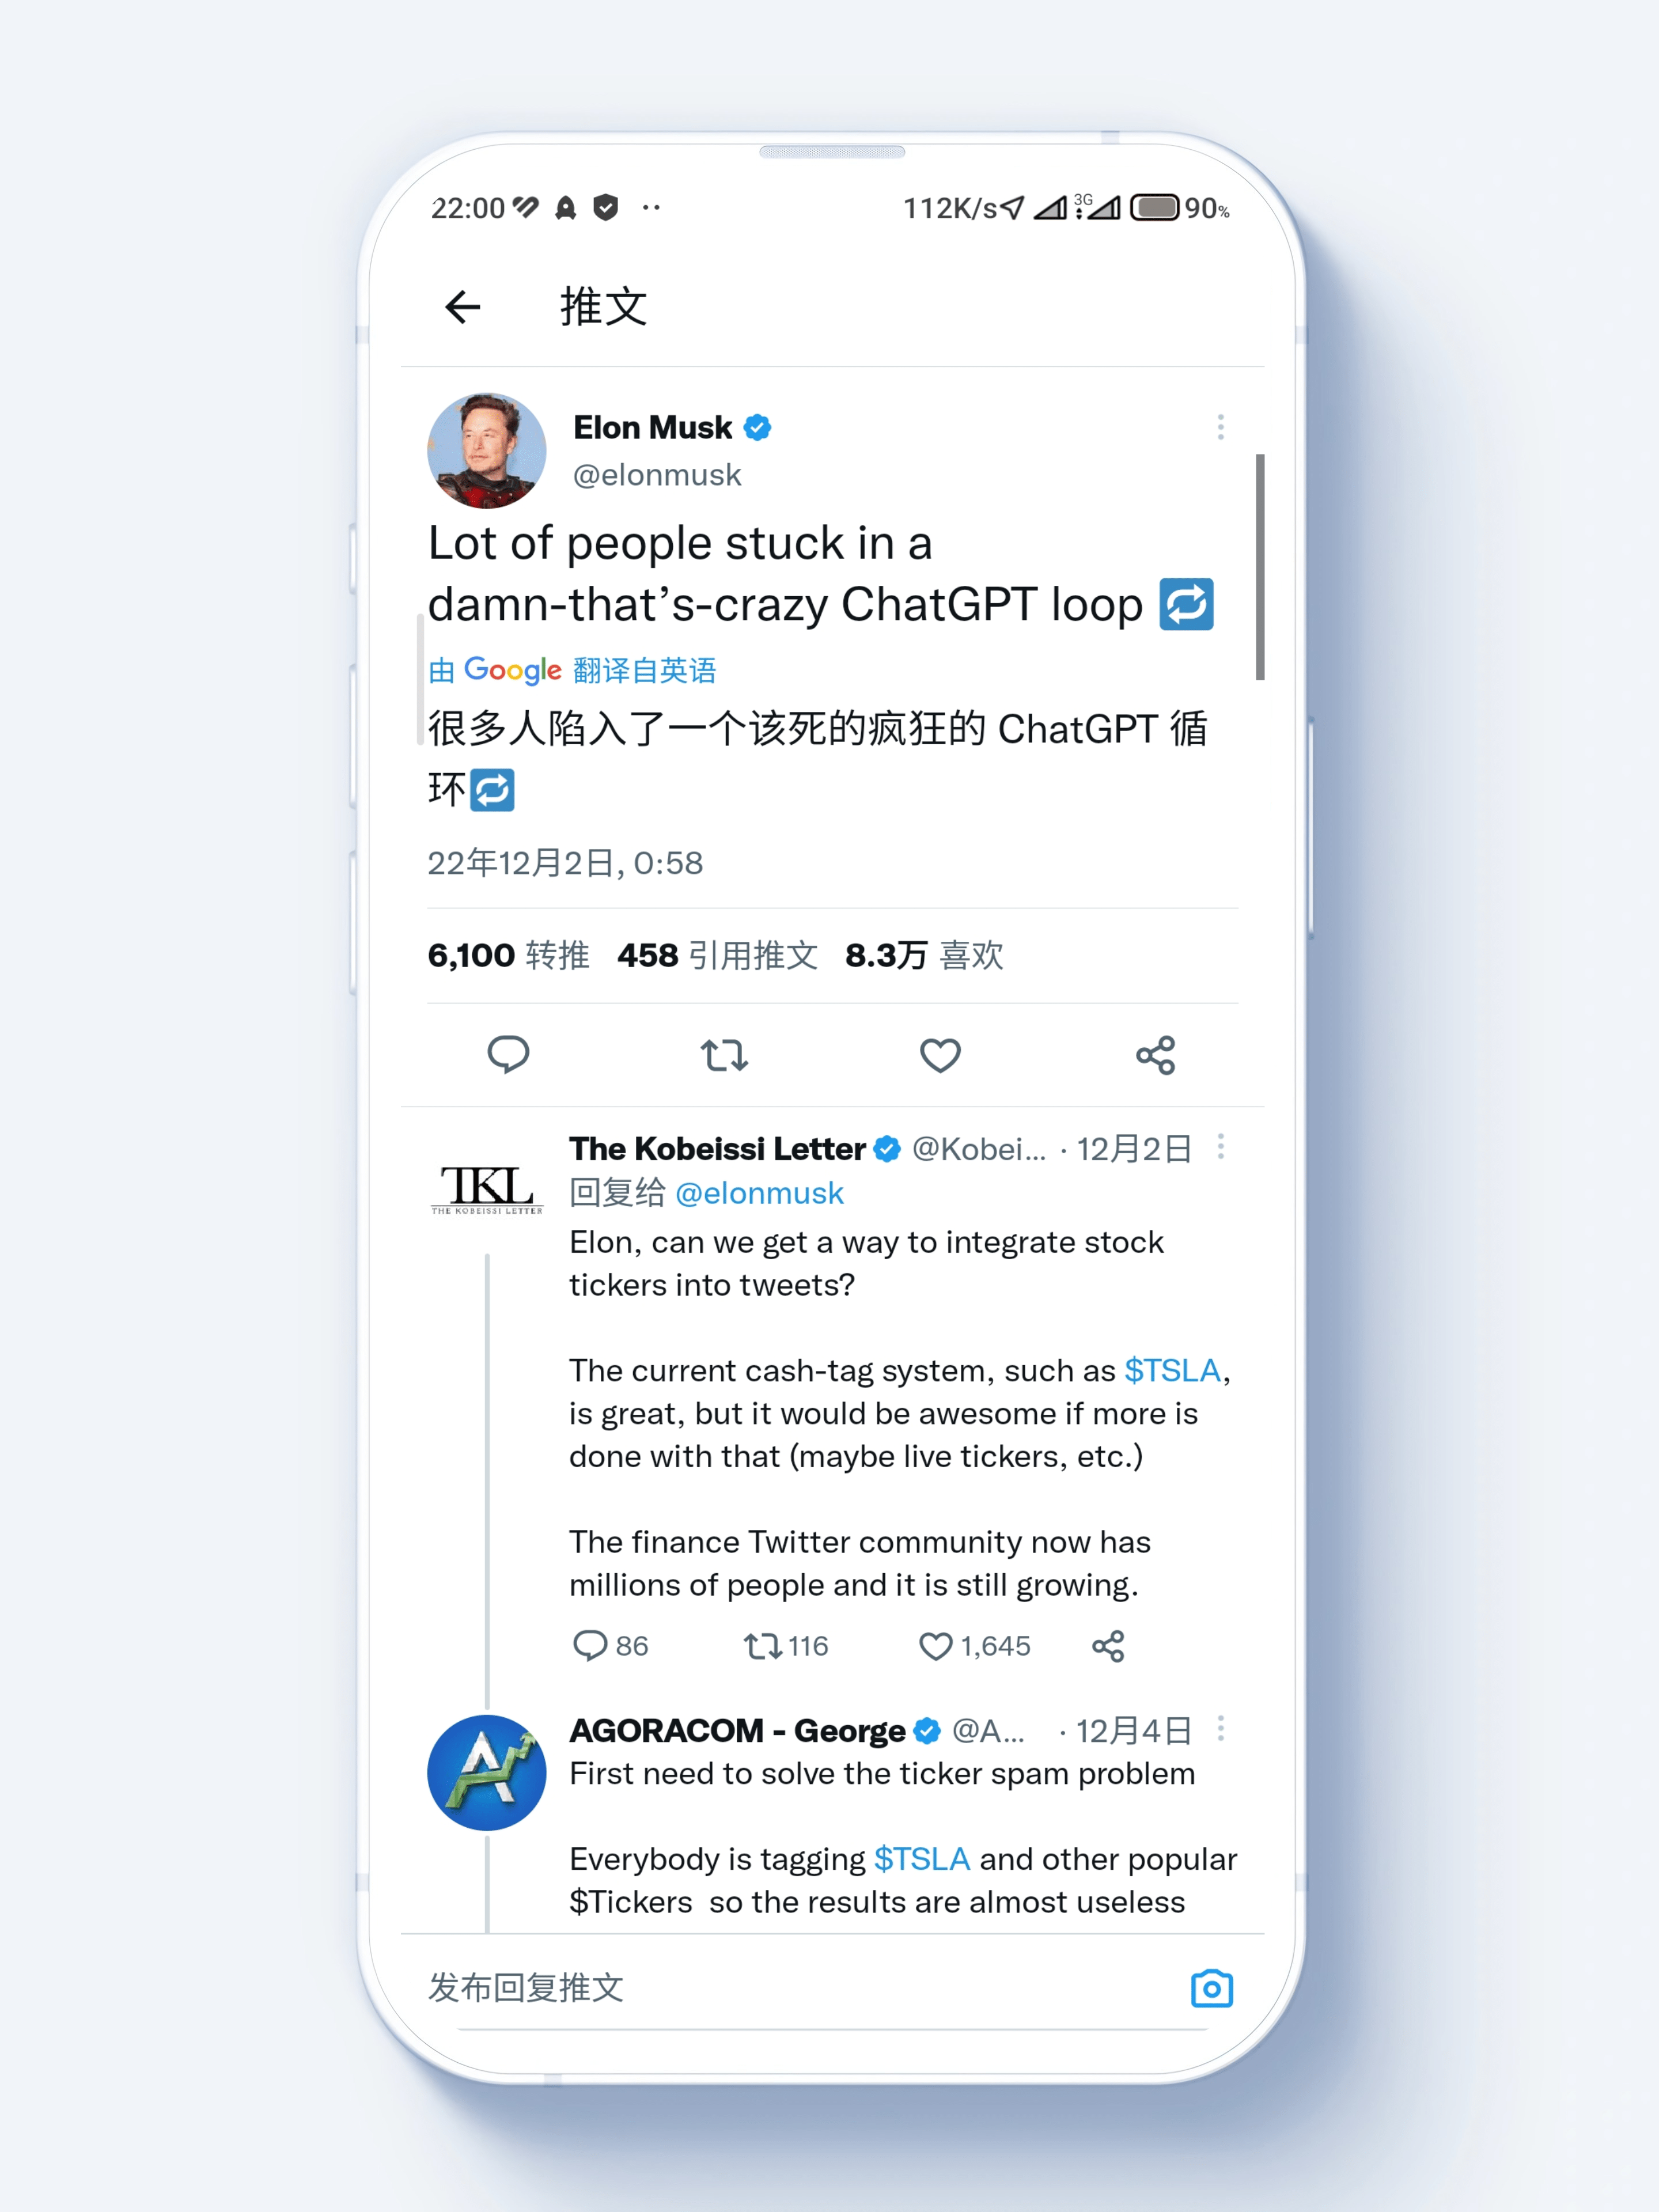 22:00 112K/s 3G 90%
推文
Elon Musk
@elonmusk
Lot of people stuck in a
damn-that’s-crazy ChatGPT loop 🔁
由 Google 翻译自英语
很多人陷入了一个该死的疯狂的 ChatGPT 循
环🔁
22年12月2日, 0:58
6,100 转推 458 引用推文 8.3万 喜欢
TKL
THE KOBEISSI LETTER
The Kobeissi Letter @Kobei... · 12月2日
回复给 @elonmusk
Elon, can we get a way to integrate stock
tickers into tweets?
The current cash-tag system, such as $TSLA,
is great, but it would be awesome if more is
done with that (maybe live tickers, etc.)
The finance Twitter community now has
millions of people and it is still growing.
86 116 1,645
AGORACOM - George @A... · 12月4日
First need to solve the ticker spam problem
Everybody is tagging $TSLA and other popular
$Tickers  so the results are almost useless
发布回复推文